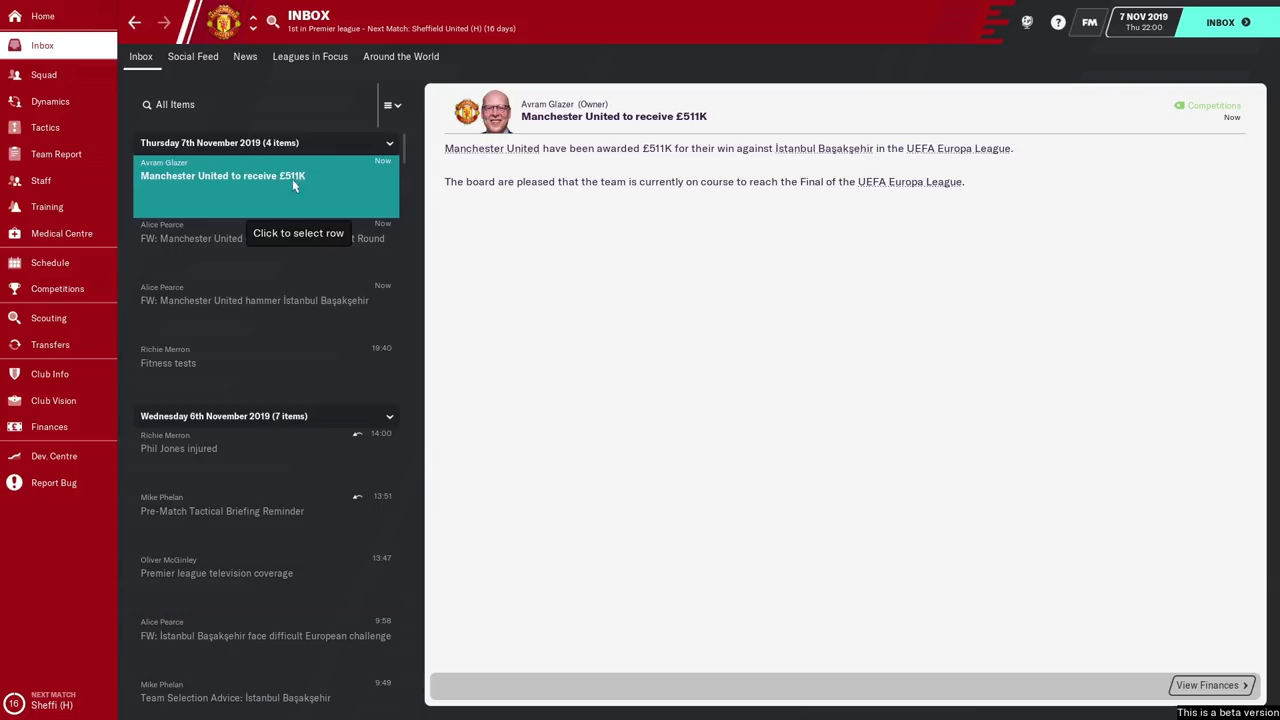 Home
Inbox
Squad
Dynamics
Tactics
Team Report
Staff
Training
Medical Centre
Schedule
Competitions
Scouting
Transfers
Club Info
Club Vision
Finances
Dev. Centre
Report Bug
16
NEXT MATCH
Sheffi (H)
INBOX
1st in Premier league - Next Match: Sheffield United (H) (16 days)
FM
7 NOV 2019
Thu 22:00
INBOX
Inbox
Social Feed
News
Leagues in Focus
Around the World
All Items
Thursday 7th November 2019 (4 items)
Avram Glazer
Now
Manchester United to receive £511K
Click to select row
Alice Pearce
Now
FW: Manchester United
t Round
Alice Pearce
Now
FW: Manchester United hammer İstanbul Başakşehir
Richie Merron
19:40
Fitness tests
Wednesday 6th November 2019 (7 items)
Richie Merron
14:00
Phil Jones injured
Mike Phelan
13:51
Pre-Match Tactical Briefing Reminder
Oliver McGinley
13:47
Premier league television coverage
Alice Pearce
9:58
FW: İstanbul Başakşehir face difficult European challenge
Mike Phelan
9:49
Team Selection Advice: İstanbul Başakşehir
Avram Glazer (Owner)
Manchester United to receive £511K
Competitions
Now
Manchester United have been awarded £511K for their win against İstanbul Başakşehir in the UEFA Europa League.
The board are pleased that the team is currently on course to reach the Final of the UEFA Europa League.
View Finances
This is a beta version